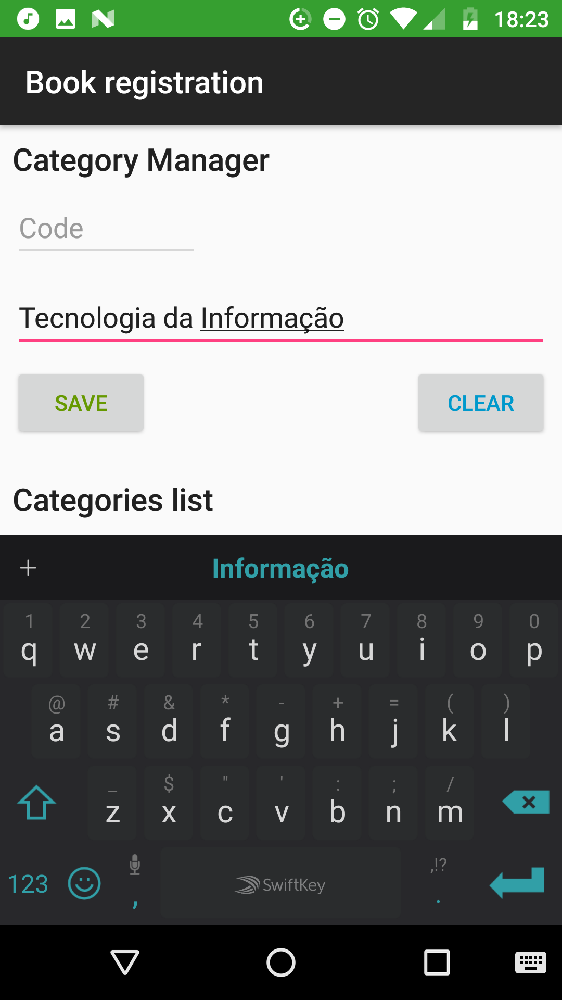 18:23
Book registration
Category Manager
Code
Tecnologia da Informação
SAVE CLEAR
Categories list
+ Informação
1 2 3 4 5 6 7 8 9 0
q w e r t y u i o p
@ # & * - + = ( )
a s d f g h j k l
_ $ " ' : ; /
z x c v b n m
123 , SwiftKey ,!? .